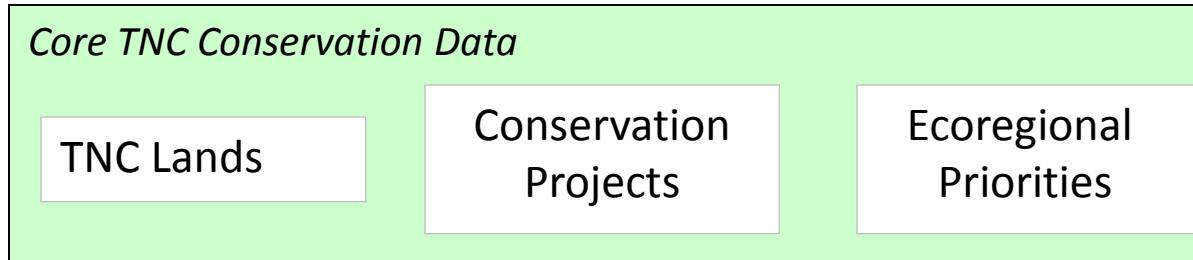 Core TNC Conservation Data
TNC Lands
Conservation
Projects
Ecoregional
Priorities